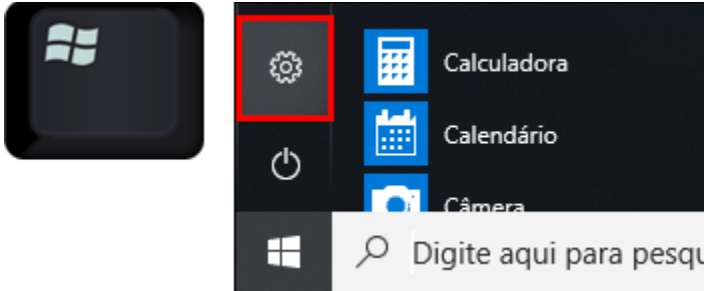 Calculadora
Calendário
Câmera
Digite aqui para pesqu